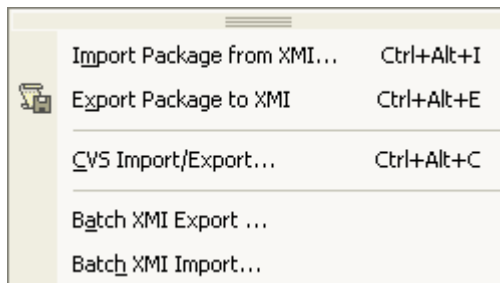 Import Package from XMI... Ctrl+Alt+I
Export Package to XMI Ctrl+Alt+E
CVS Import/Export... Ctrl+Alt+C
Batch XMI Export ...
Batch XMI Import...